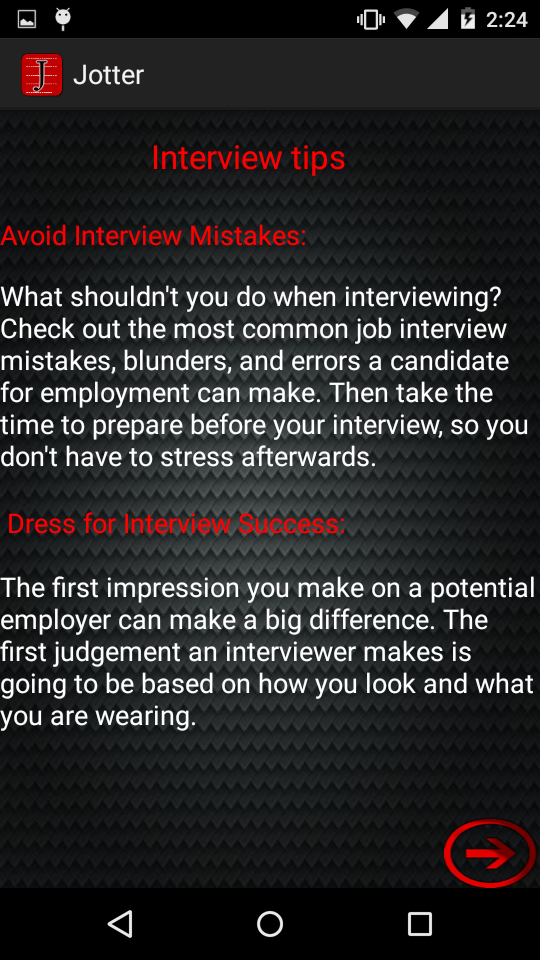 2:24
Jotter
Interview tips
Avoid Interview Mistakes:
What shouldn't you do when interviewing?
Check out the most common job interview
mistakes, blunders, and errors a candidate
for employment can make. Then take the
time to prepare before your interview, so you
don't have to stress afterwards.
Dress for Interview Success:
The first impression you make on a potential
employer can make a big difference. The
first judgement an interviewer makes is
going to be based on how you look and what
you are wearing.